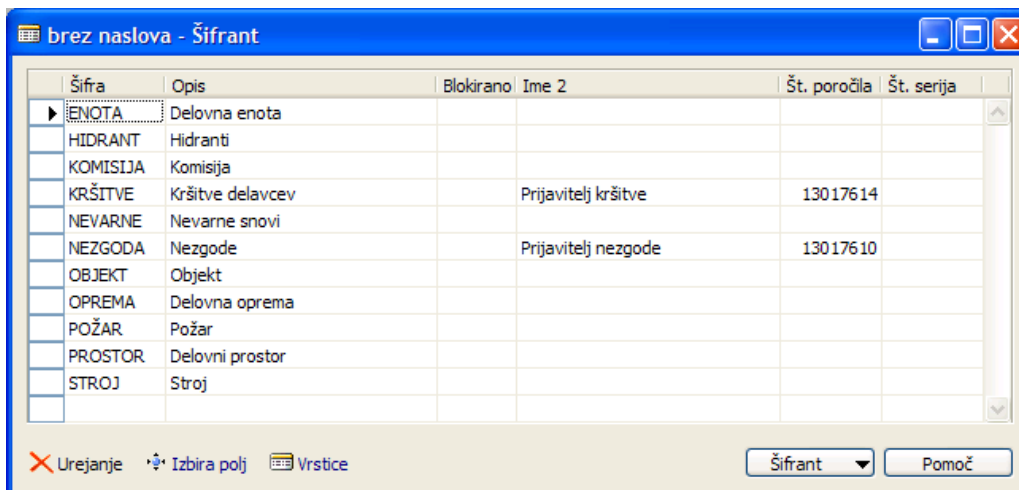 brez naslova - Šifrant
Šifra Opis Blokirano Ime 2 Št. poročila Št. serija
ENOTA Delovna enota
HIDRANT Hidranti
KOMISIJA Komisija
KRŠITVE Kršitve delavcev Prijavitelj kršitve 13017614
NEVARNE Nevarne snovi
NEZGODA Nezgode Prijavitelj nezgode 13017610
OBJEKT Objekt
OPREMA Delovna oprema
POŽAR Požar
PROSTOR Delovni prostor
STROJ Stroj
Urejanje Izbira polj Vrstice Šifrant Pomoč